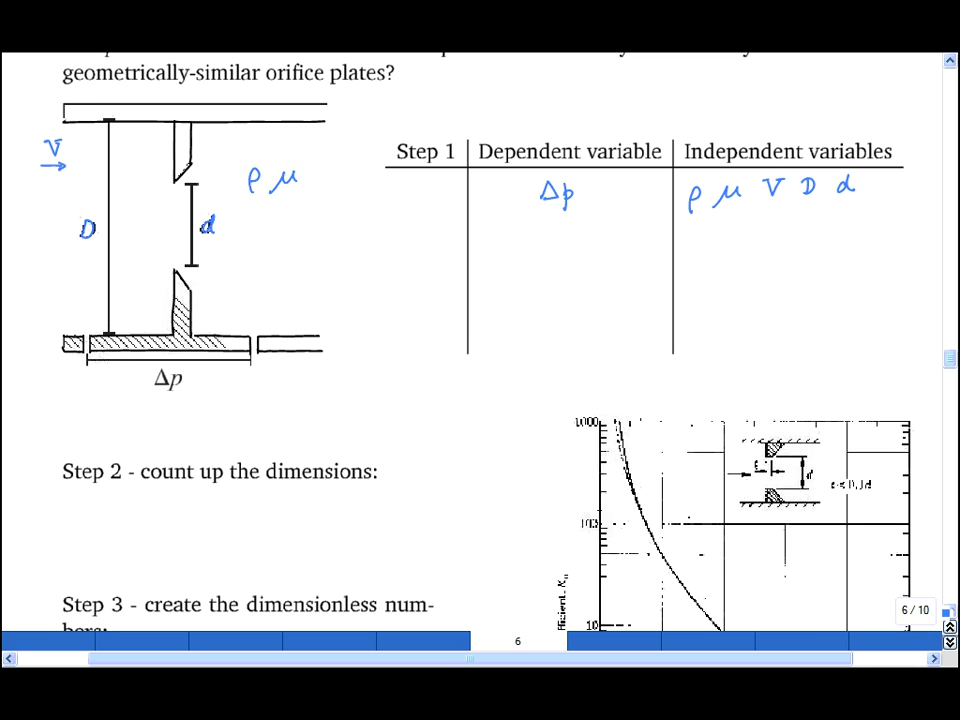 geometrically-similar orifice plates?
V
D
d
ρ μ
Δp
Step 1 Dependent variable Independent variables
Δp ρ μ V D d
Step 2 - count up the dimensions:
1000
100
10
Step 3 - create the dimensionless num-
6 / 10
6